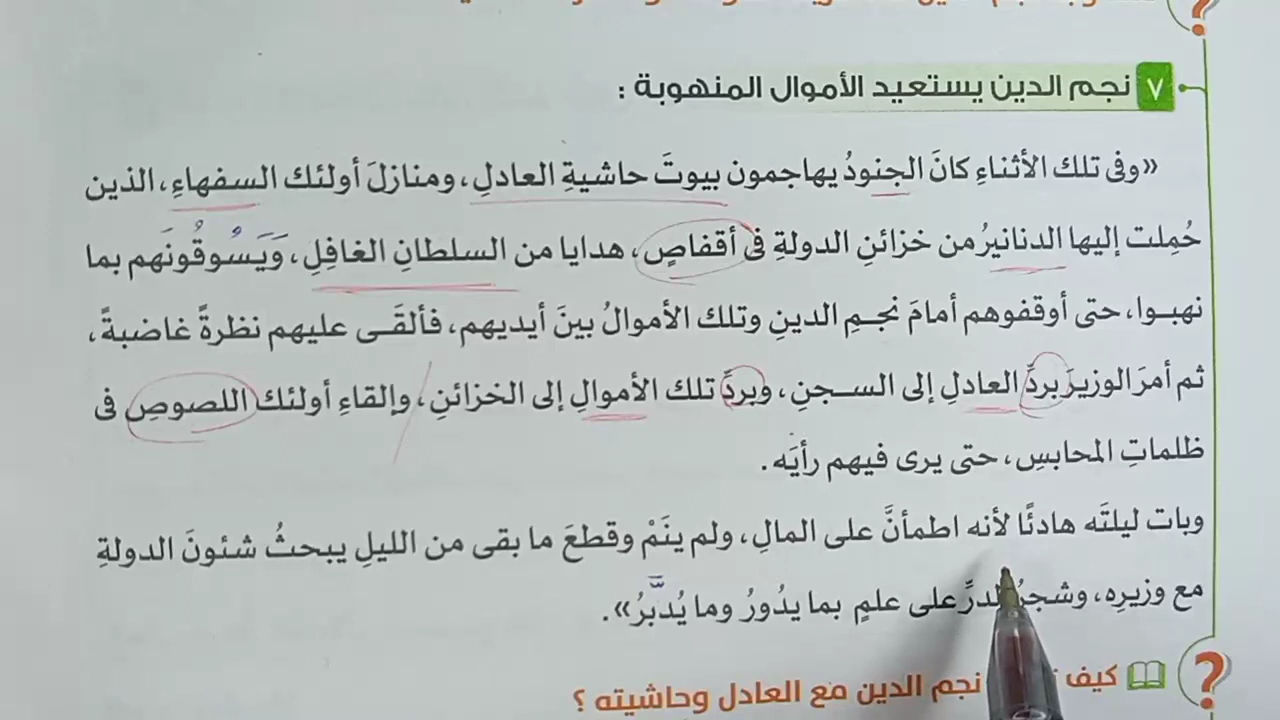 ٧ نجم الدين يستعيد الأموال المنهوبة :
«وفى تلك الأثناءِ كانَ الجنودُ يهاجمون بيوتَ حاشيةِ العادلِ، ومنازلَ أولئك السفهاءِ، الذين
حُمِلت إليها الدنانيرُ من خزائنِ الدولةِ فى أقفاصٍ، هدايا من السلطانِ الغافِلِ، وَيَسُوقُونَهم بما
نهبوا، حتى أوقفوهم أمامَ نجمِ الدينِ وتلك الأموالُ بينَ أيديهم، فألقَى عليهم نظرةً غاضبةً،
ثم أمرَ الوزيرَ بردِّ العادلِ إلى السجنِ، وبردِّ تلك الأموالِ إلى الخزائنِ، وإلقاءِ أولئك اللصوصِ فى
ظلماتِ المحابسِ، حتى يرى فيهم رأيَه.
وبات ليلتَه هادئًا لأنه اطمأنَّ على المالِ، ولم ينَمْ وقطعَ ما بقى من الليلِ يبحثُ شئونَ الدولةِ
مع وزيرِه، وشجرُ الدرِّ على علمٍ بما يدُورُ وما يُدبَّرُ».
؟ كيف نجم الدين مع العادل وحاشيته ؟